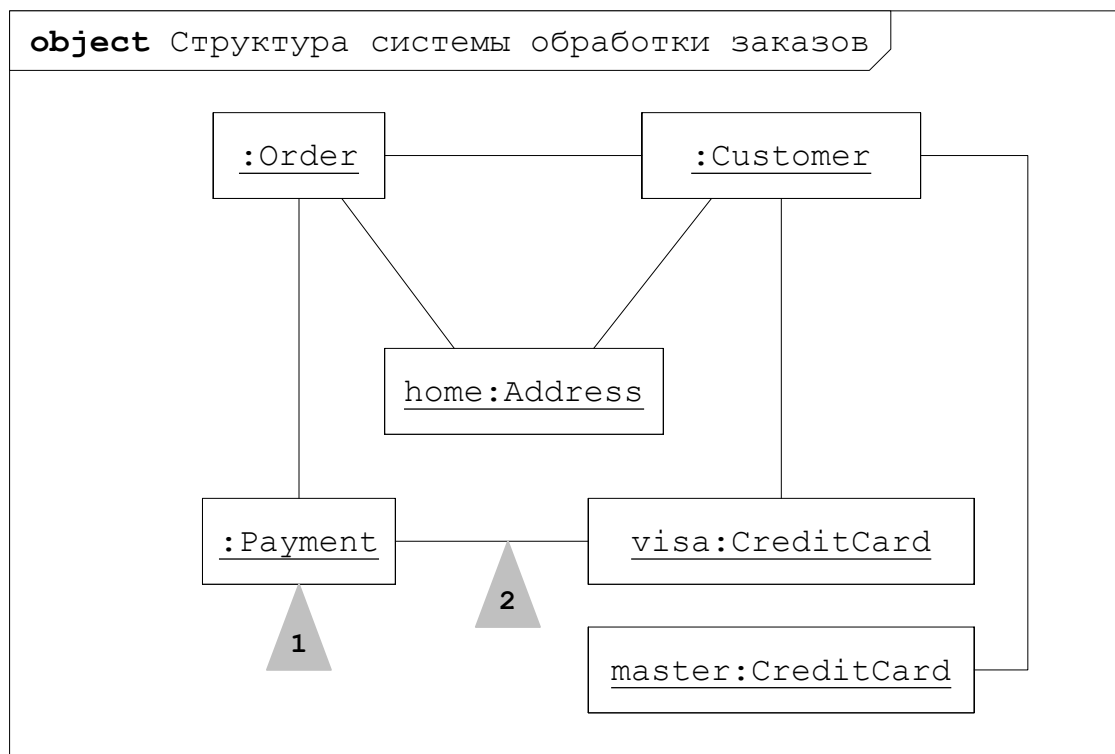 object Структура системы обработки заказов
:Order
:Customer
home:Address
:Payment
visa:CreditCard
2
1
master:CreditCard